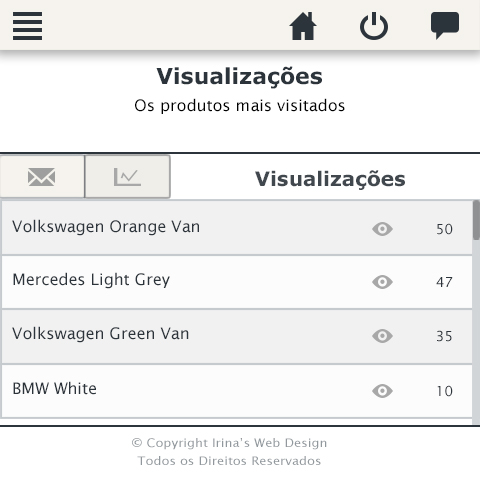 Visualizações
Os produtos mais visitados
Visualizações
Volkswagen Orange Van 50
Mercedes Light Grey 47
Volkswagen Green Van 35
BMW White 10
© Copyright Irina's Web Design
Todos os Direitos Reservados